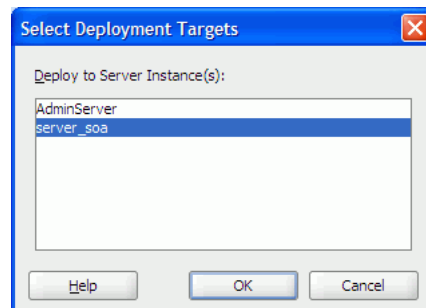 Select Deployment Targets
Deploy to Server Instance(s):
AdminServer
server_soa
Help
OK
Cancel